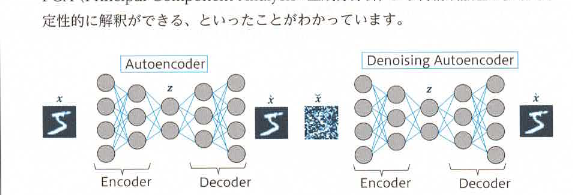 定性的に解釈ができる、といったことがわかっています。
Autoencoder
Denoising Autoencoder
x
z
x̂
x̆
z
x̂
Encoder
Decoder
Encoder
Decoder